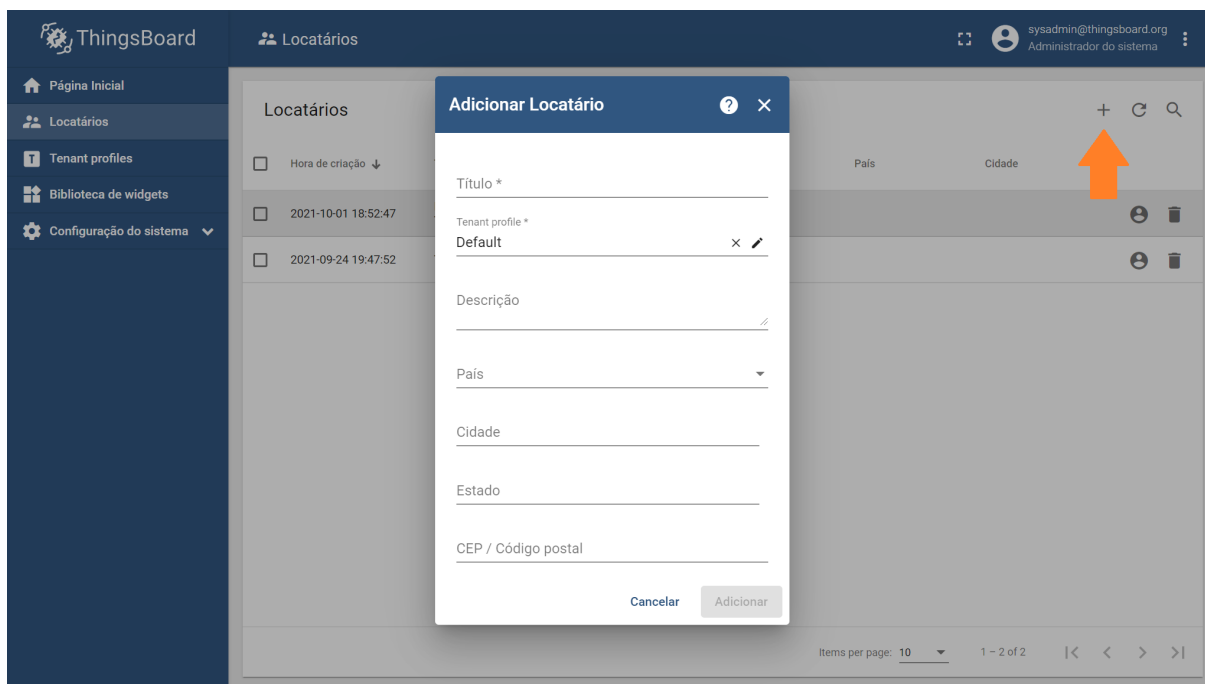 ThingsBoard
Locatários
sysadmin@thingsboard.org
Administrador do sistema
Página Inicial
Locatários
Tenant profiles
Biblioteca de widgets
Configuração do sistema
Locatários
Hora de criação
País
Cidade
2021-10-01 18:52:47
2021-09-24 19:47:52
Adicionar Locatário
Título *
Tenant profile *
Default
Descrição
País
Cidade
Estado
CEP / Código postal
Cancelar
Adicionar
Items per page: 10
1 – 2 of 2